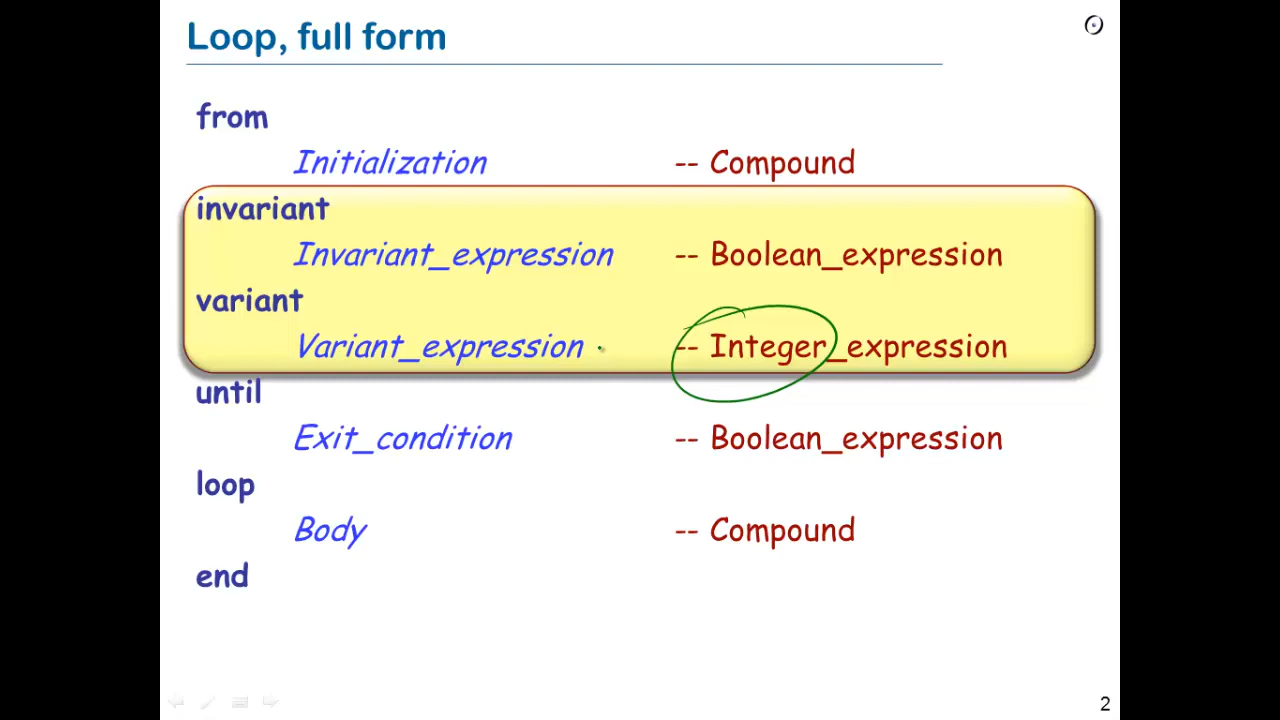 Loop, full form
from
Initialization -- Compound
invariant
Invariant_expression -- Boolean_expression
variant
Variant_expression -- Integer_expression
until
Exit_condition -- Boolean_expression
loop
Body -- Compound
end
2